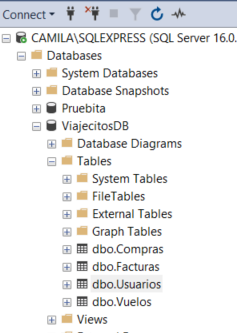 Connect
CAMILA\SQLEXPRESS (SQL Server 16.0.
Databases
System Databases
Database Snapshots
Pruebita
ViajecitosDB
Database Diagrams
Tables
System Tables
FileTables
External Tables
Graph Tables
dbo.Compras
dbo.Facturas
dbo.Usuarios
dbo.Vuelos
Views